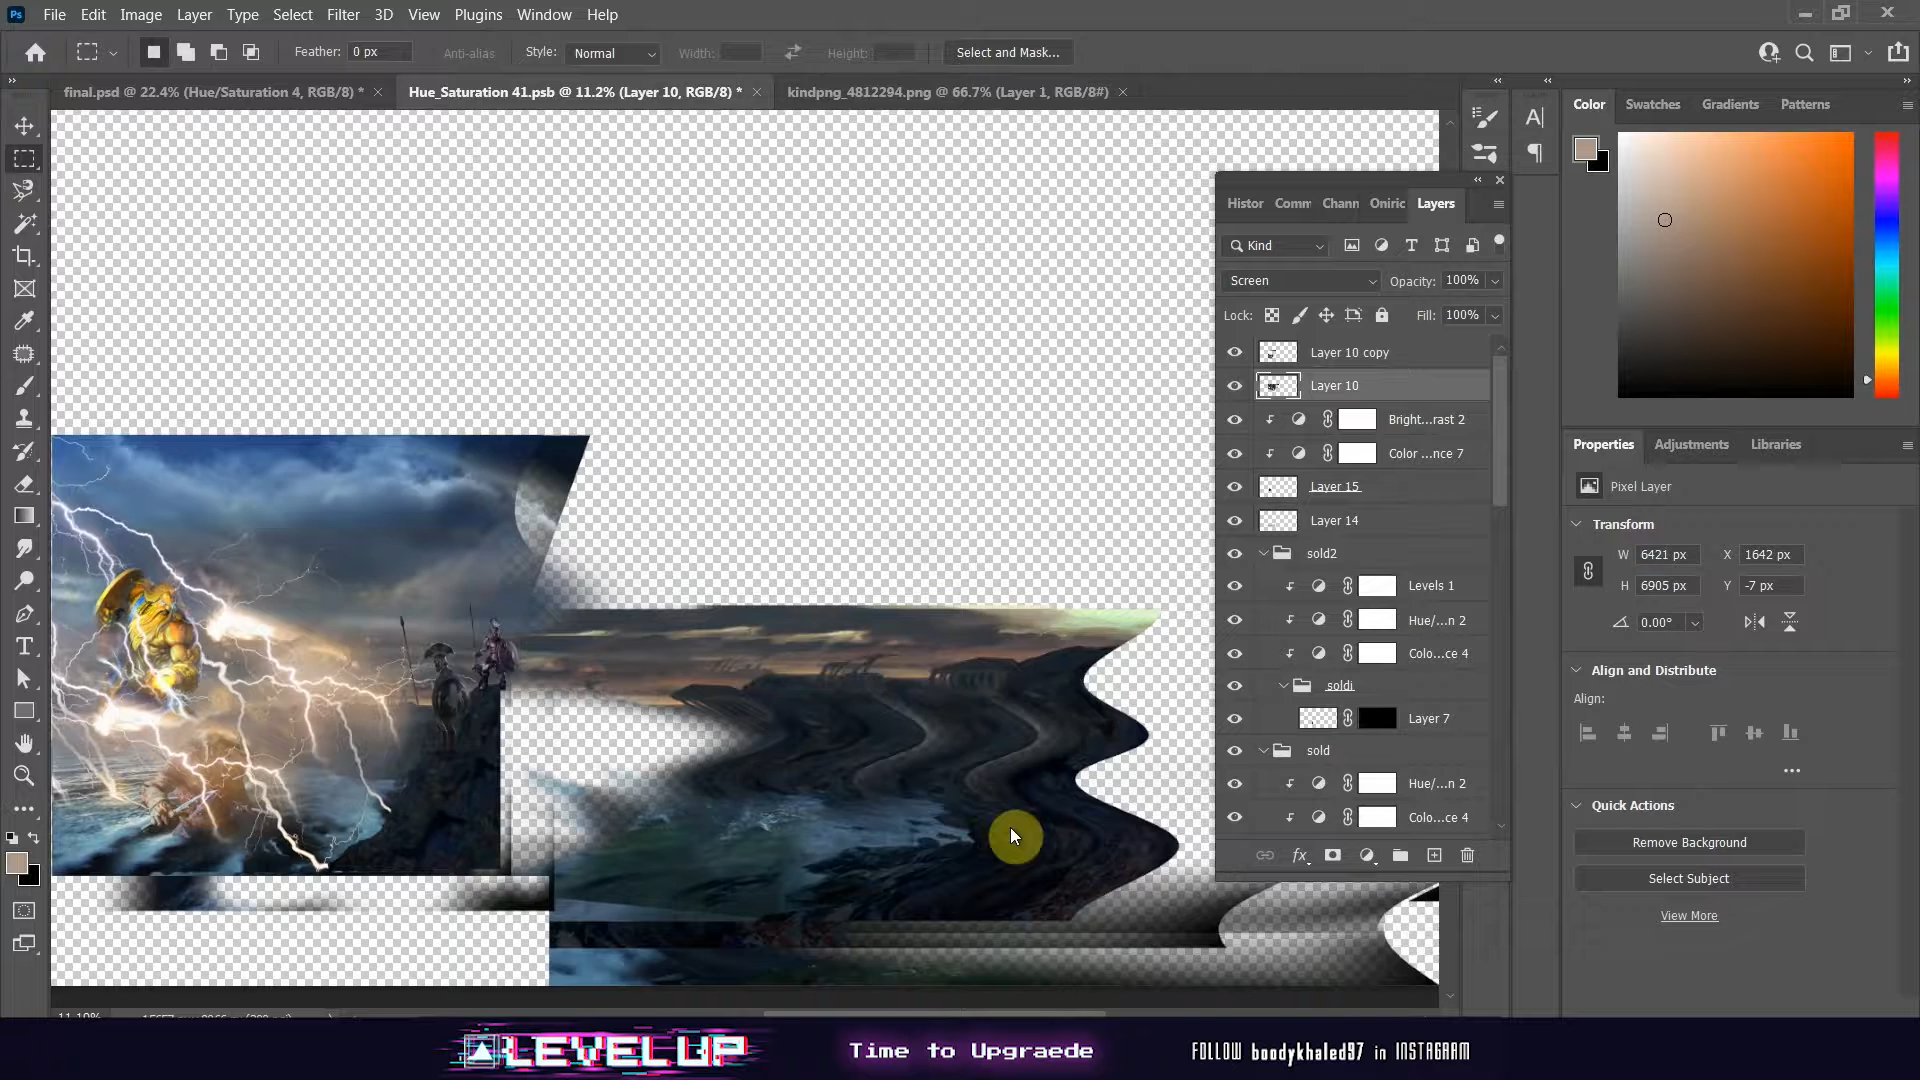 Ps File Edit Image Layer Type Select Filter 3D View Plugins Window Help
Feather: 0 px Anti-alias Style: Normal Width: Height: Select and Mask...
final.psd @ 22.4% (Hue/Saturation 4, RGB/8) * Hue_Saturation 41.psb @ 11.2% (Layer 10, RGB/8) * kindpng_4812294.png @ 66.7% (Layer 1, RGB/8#)
Color Swatches Gradients Patterns
Histor Comm Chann Oniric Layers
Kind
Screen Opacity: 100%
Lock: Fill: 100%
Layer 10 copy
Layer 10
Bright...rast 2
Color ...nce 7
Layer 15
Layer 14
sold2
Levels 1
Hue/...n 2
Colo...ce 4
soldi
Layer 7
sold
Hue/...n 2
Colo...ce 4
fx
Properties Adjustments Libraries
Pixel Layer
Transform
W 6421 px X 1642 px
H 6905 px Y -7 px
0.00°
Align and Distribute
Align:
Quick Actions
Remove Background
Select Subject
View More
LEVEL UP Time to Upgraede FOLLOW boodykhaled97 in INSTAGRAM